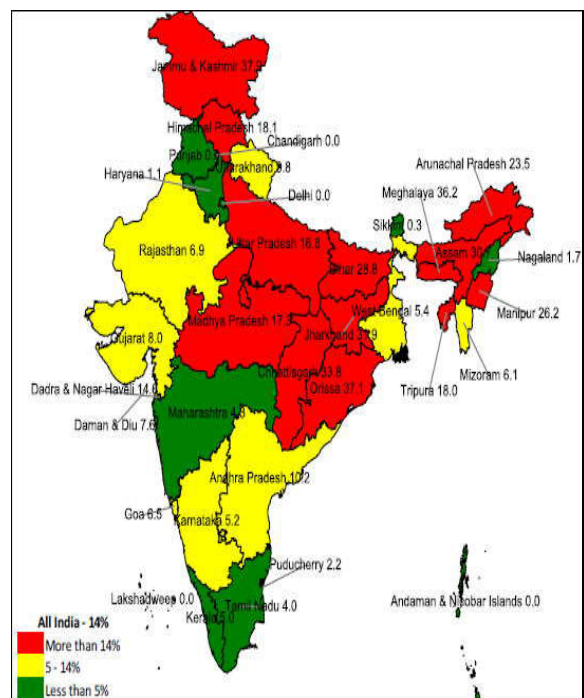 Jammu & Kashmir 37.2
Himachal Pradesh 18.1
Chandigarh 0.0
Punjab 0.
Uttarakhand 8.8
Haryana 1.1
Delhi 0.0
Arunachal Pradesh 23.5
Meghalaya 36.2
Sikkim 0.3
Assam 30.
Nagaland 1.7
Rajasthan 6.9
Uttar Pradesh 16.8
Bihar 28.8
Manipur 26.2
West Bengal 5.4
Gujarat 8.0
Madhya Pradesh 17.3
Jharkhand
Mizoram 6.1
Chhadisgarh 33.8
Orissa 37.1
Tripura 18.0
Dadra & Nagar Haveli 14.
Daman & Diu 7.6
Maharashtra 4.8
Andhra Pradesh 10.2
Goa 6.5
Karnataka 5.2
Puducherry 2.2
Lakshadweep 0.0
Tamil Nadu 4.0
Kerala
Andaman & Nicobar Islands 0.0
All India - 14%
More than 14%
5 - 14%
Less than 5%